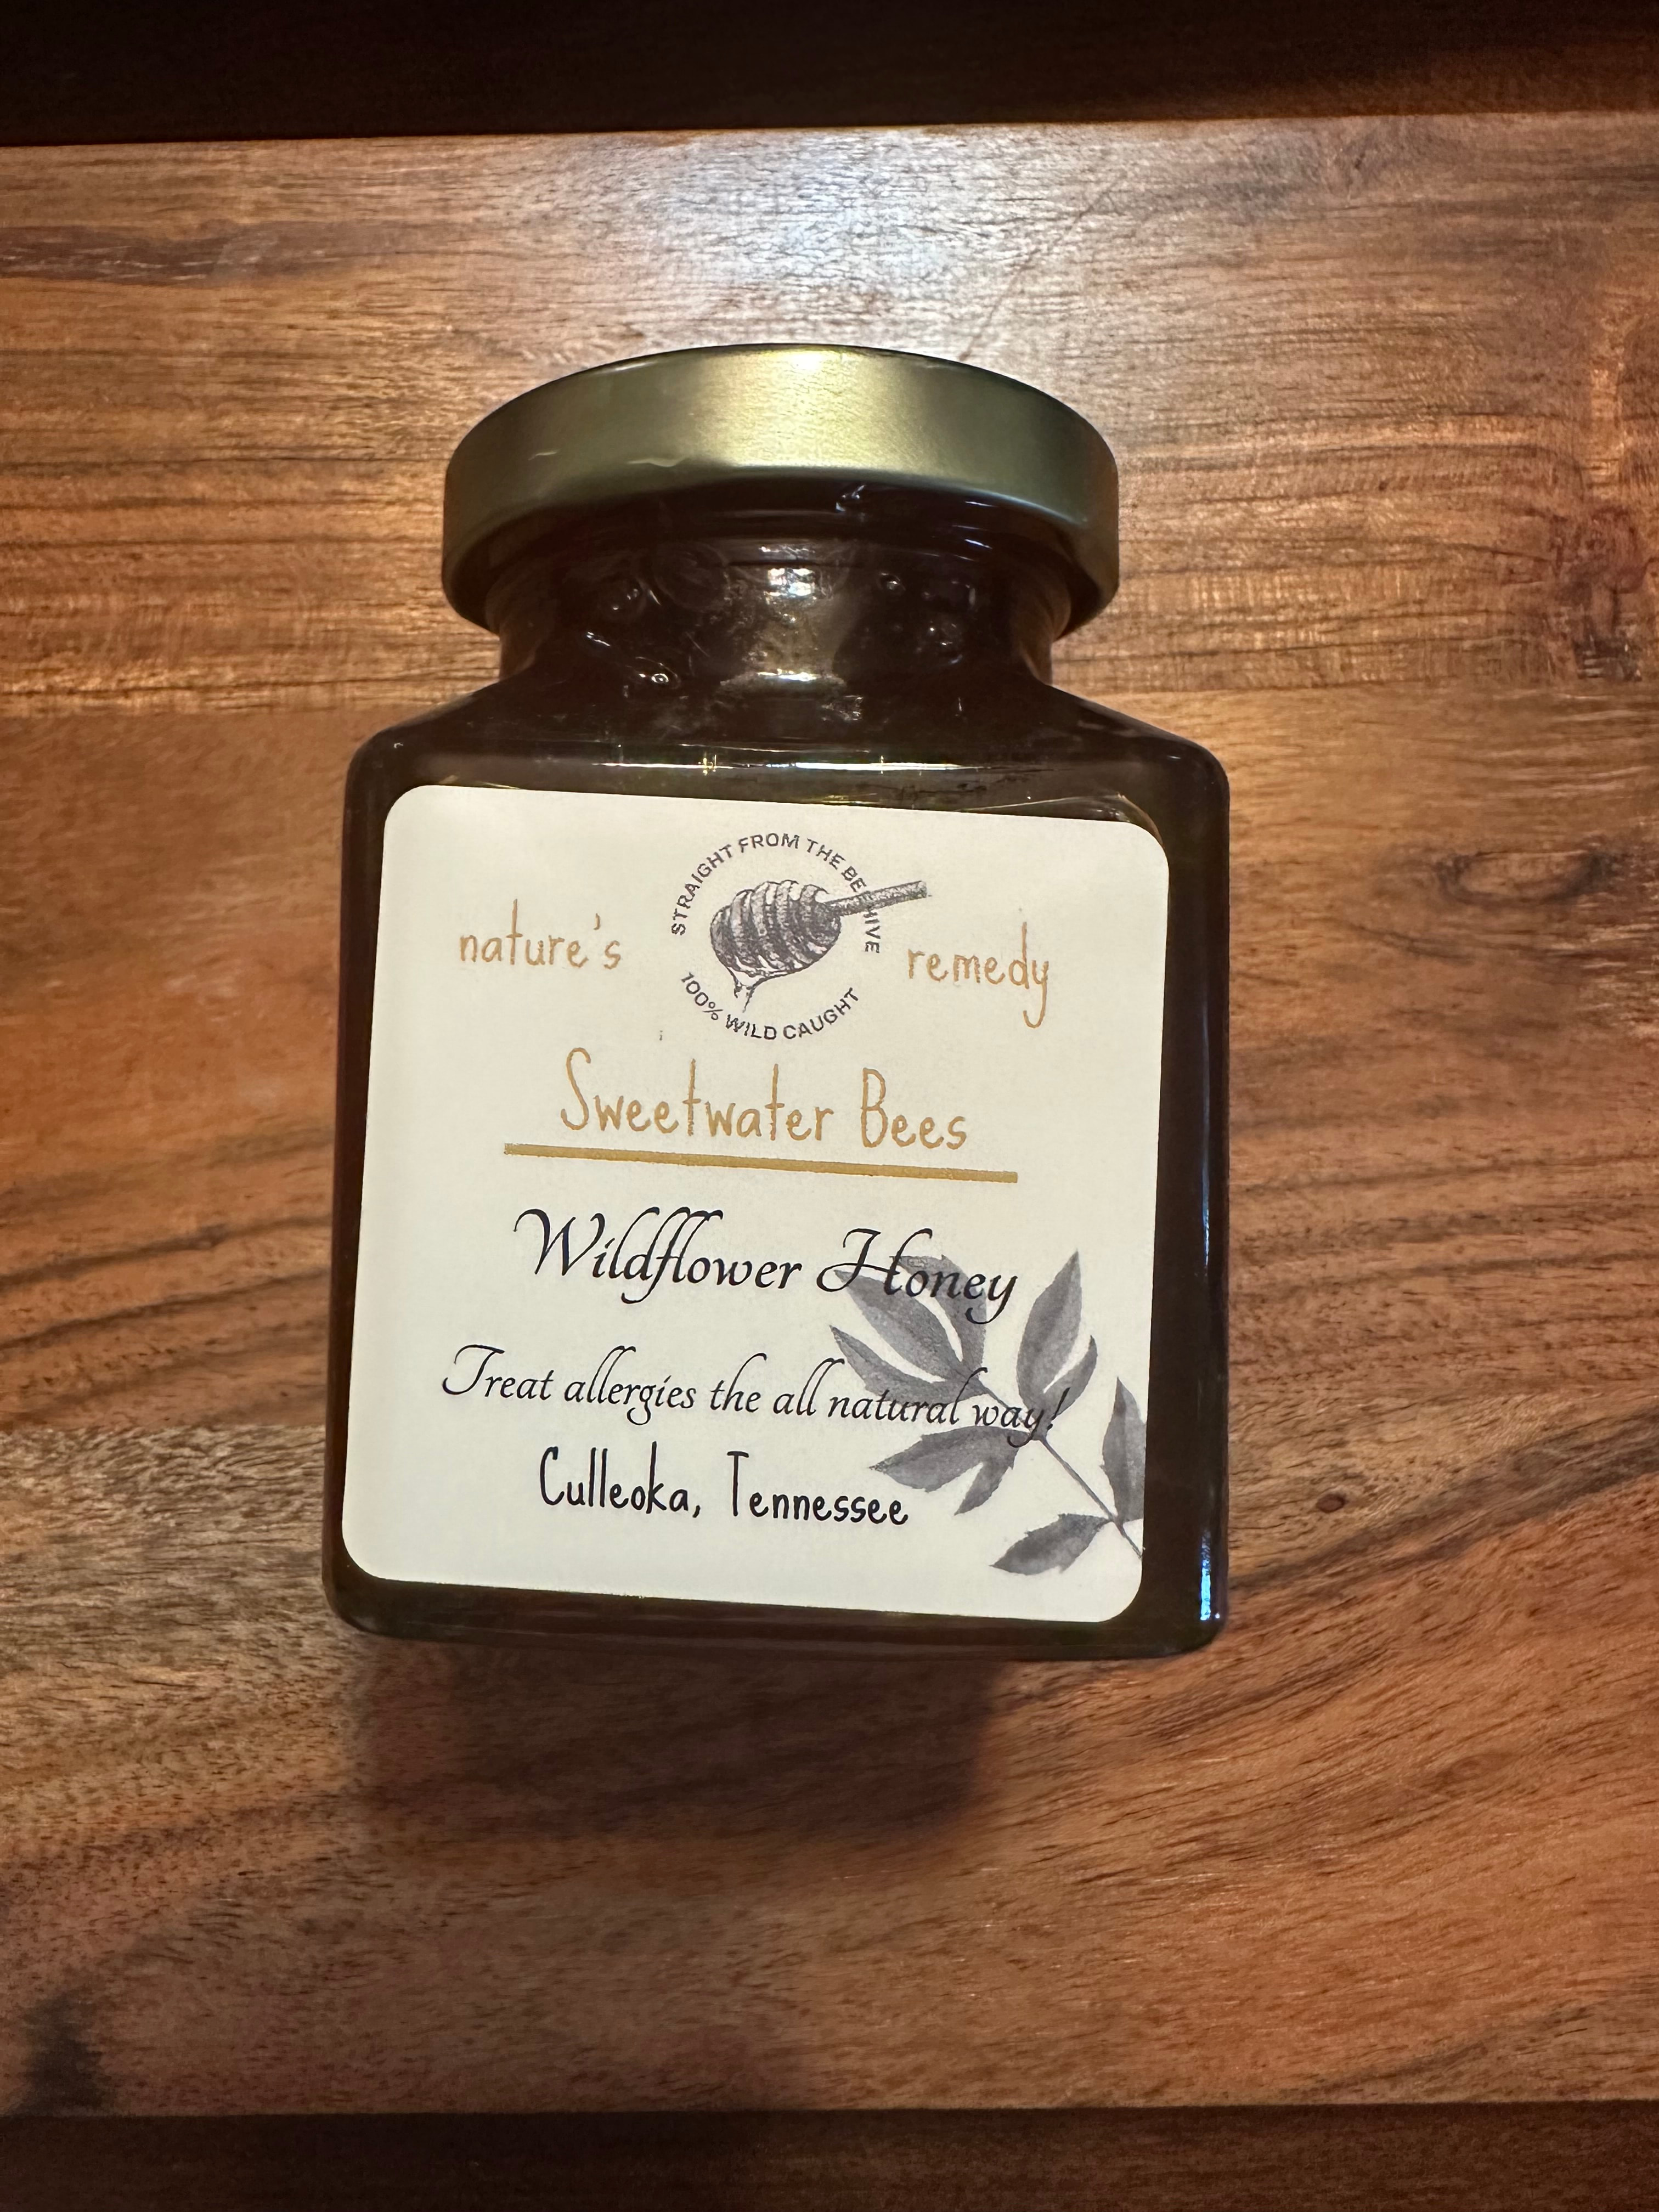 STRAIGHT FROM THE BEEHIVE
nature's remedy
100% WILD CAUGHT
Sweetwater Bees
Wildflower Honey
Treat allergies the all natural way!
Culleoka, Tennessee